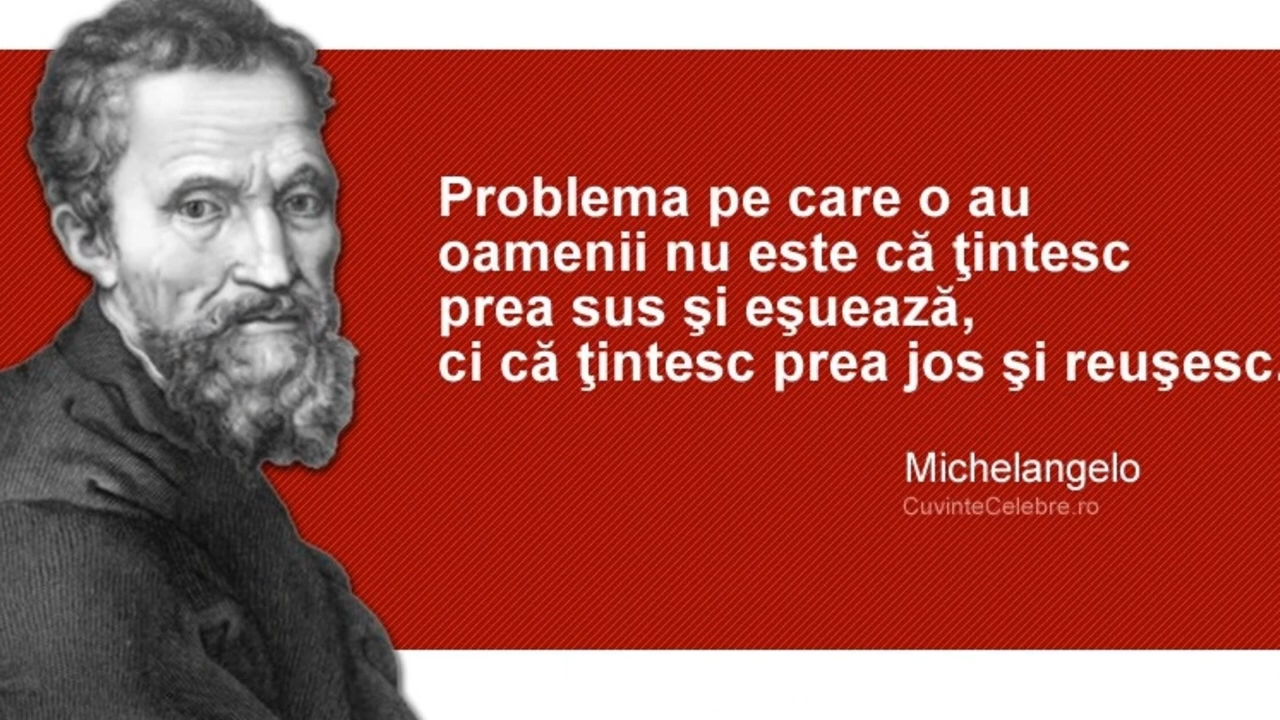 Problema pe care o au
oamenii nu este că ţintesc
prea sus şi eşuează,
ci că ţintesc prea jos şi reuşesc.
Michelangelo
CuvinteCelebre.ro